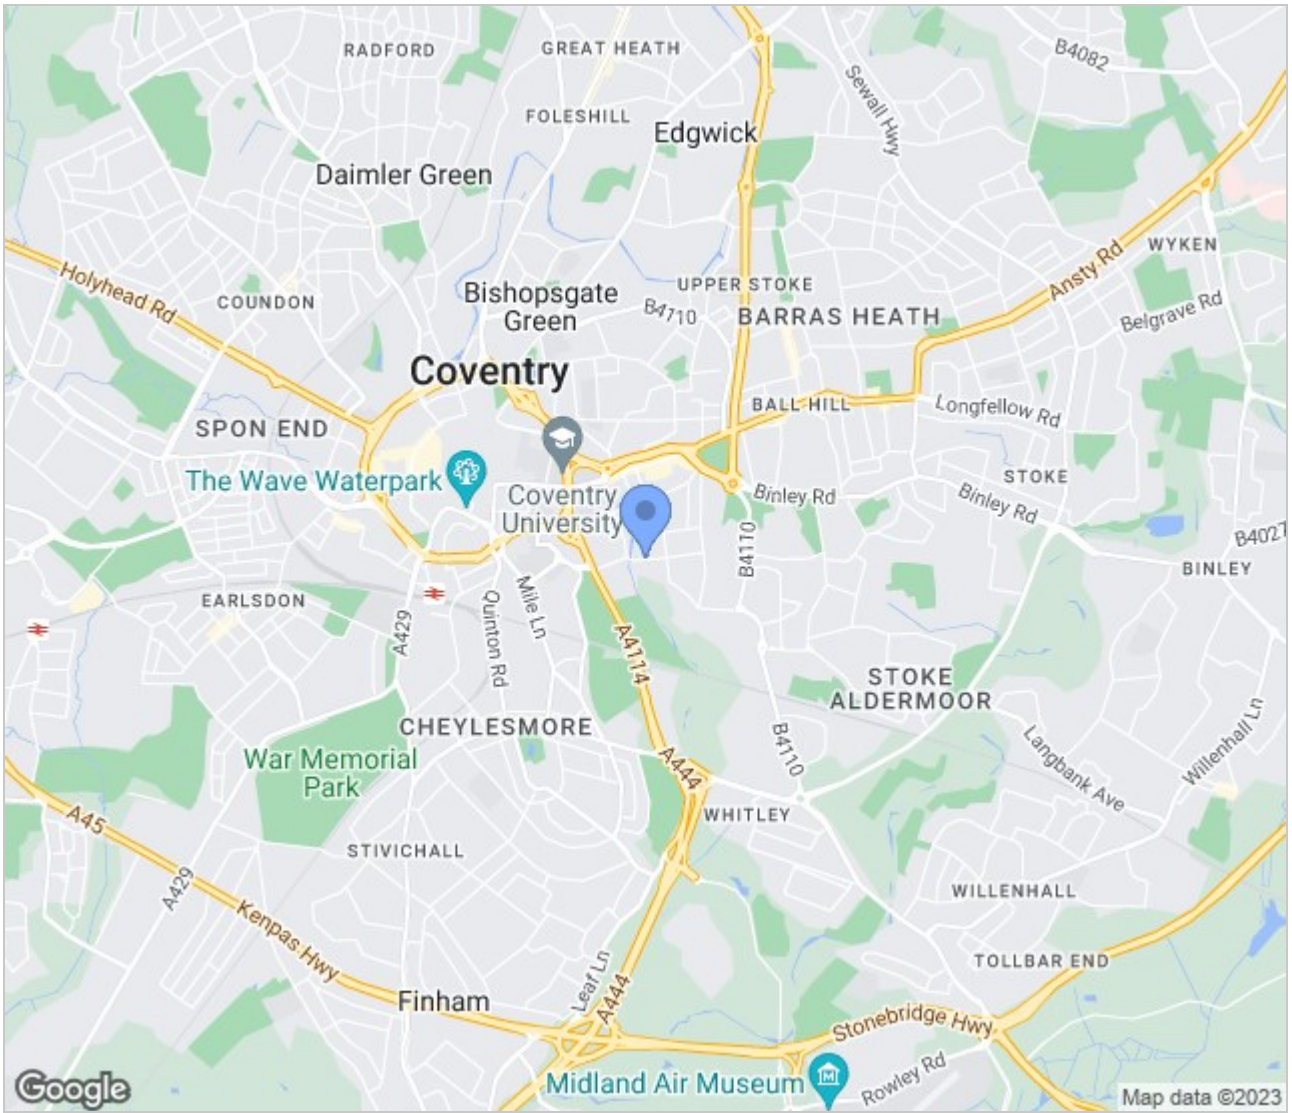 RADFORD
GREAT HEATH
B4082
Sewall Hwy
FOLESHILL
Edgwick
Daimler Green
WYKEN
Ansty Rd
Holyhead Rd
COUNDON
Bishopsgate
Green
UPPER STOKE
B4110
BARRAS HEATH
Belgrave Rd
Coventry
BALL HILL
Longfellow Rd
SPON END
The Wave Waterpark
STOKE
Coventry
University
Binley Rd
Binley Rd
B4027
B4110
BINLEY
EARLSDON
A429
Quinton Rd
Mile Ln
A4114
STOKE
ALDERMOOR
CHEYLESMORE
War Memorial
Park
A444
B4110
Langbank Ave
Willenhall Ln
A45
WHITLEY
STIVICHALL
A429
WILLENHALL
Kenpas Hwy
TOLLBAR END
Leaf Ln
A444
Finham
Stonebridge Hwy
Midland Air Museum
Rowley Rd
Google
Map data ©2023